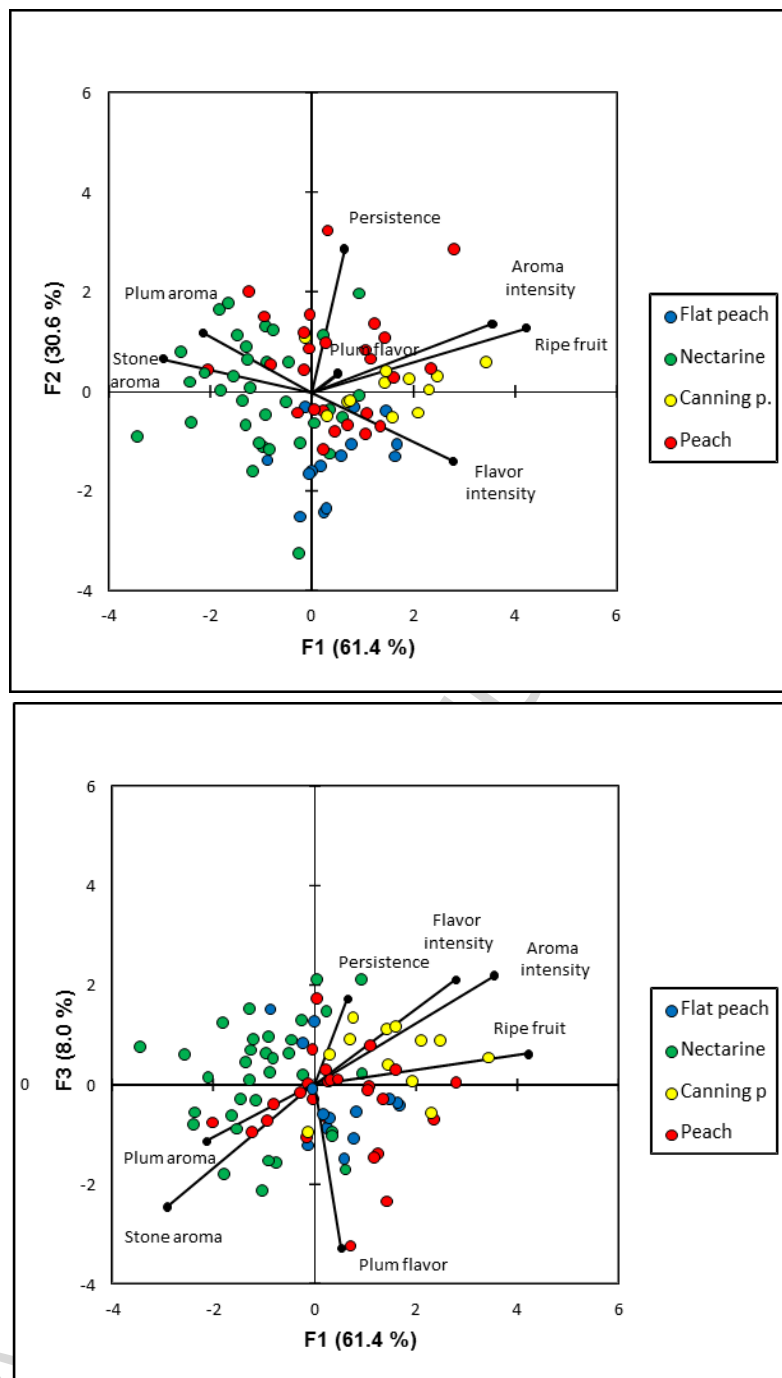 6
4
2
0
-2
-4
-4
-2
0
2
4
6
F2 (30.6 %)
F1 (61.4 %)
Persistence
Aroma
intensity
Plum aroma
Plum flavor
Ripe fruit
Stone
aroma
Flavor
intensity
Flat peach
Nectarine
Canning p.
Peach
6
4
2
0
0
-2
-4
-4
-2
0
2
4
6
F3 (8.0 %)
F1 (61.4 %)
Flavor
intensity
Aroma
intensity
Persistence
Ripe fruit
Plum aroma
Stone aroma
Plum flavor
Flat peach
Nectarine
Canning p
Peach